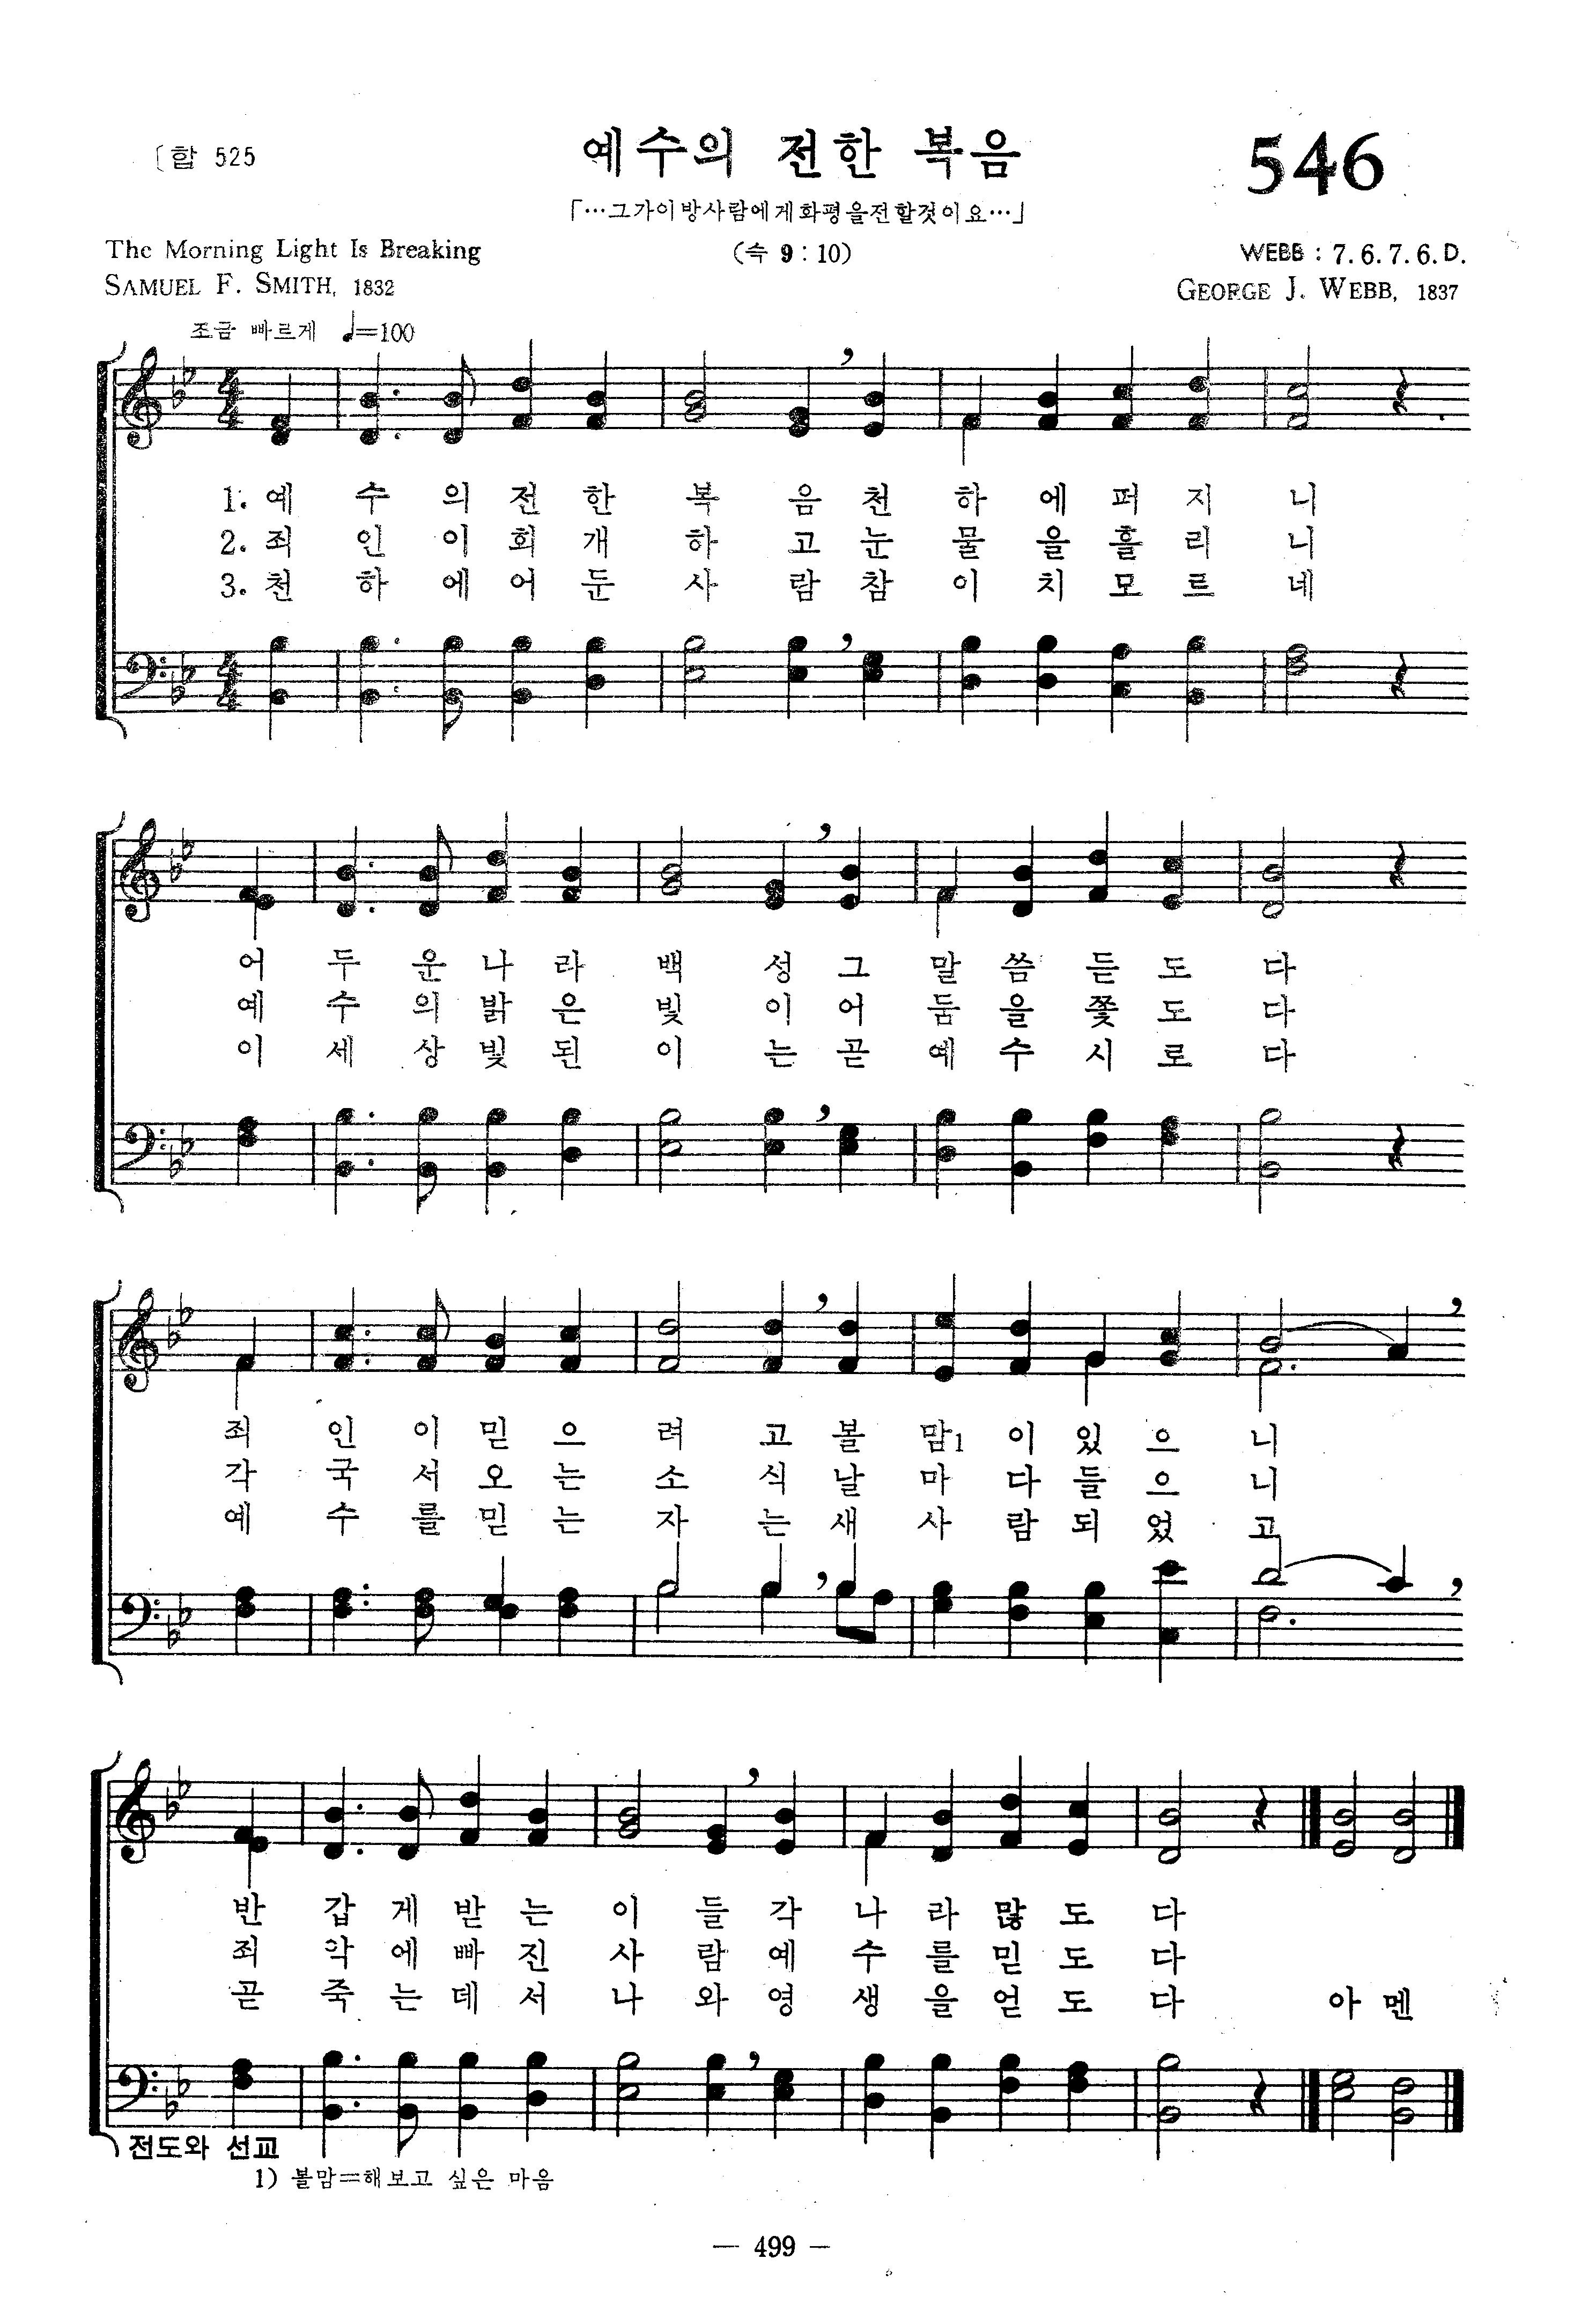 〔합 525
예수의 전한 복음
546
「…그가이방사람에게화평을전할것이요…」
The Morning Light Is Breaking
(슥 9 : 10)
WEBB : 7. 6. 7. 6. D.
SAMUEL F. SMITH, 1832
GEORGE J. WEBB, 1837
조금 빠르게 ♩=100
1. 예 수 의 전 한 복 음 천 하 에 퍼 지 니
2. 죄 인 이 회 개 하 고 눈 물 을 흘 리 니
3. 천 하 에 어 둔 사 람 참 이 치 모 르 네
어 두 운 나 라 백 성 그 말 씀 듣 도 다
예 수 의 밝 은 빛 이 어 둠 을 쫓 도 다
이 세 상 빛 된 이 는 곧 예 수 시 로 다
죄 인 이 믿 으 려 고 볼 맘1 이 있 으 니
각 국 서 오 는 소 식 날 마 다 들 으 니
예 수 를 믿 는 자 는 새 사 람 되 었 고
반 갑 게 받 는 이 들 각 나 라 많 도 다
죄 악 에 빠 진 사 람 예 수 를 믿 도 다
곧 죽 는 데 서 나 와 영 생 을 얻 도 다 아 멘
전도와 선교
1) 볼맘=해보고 싶은 마음
— 499 —